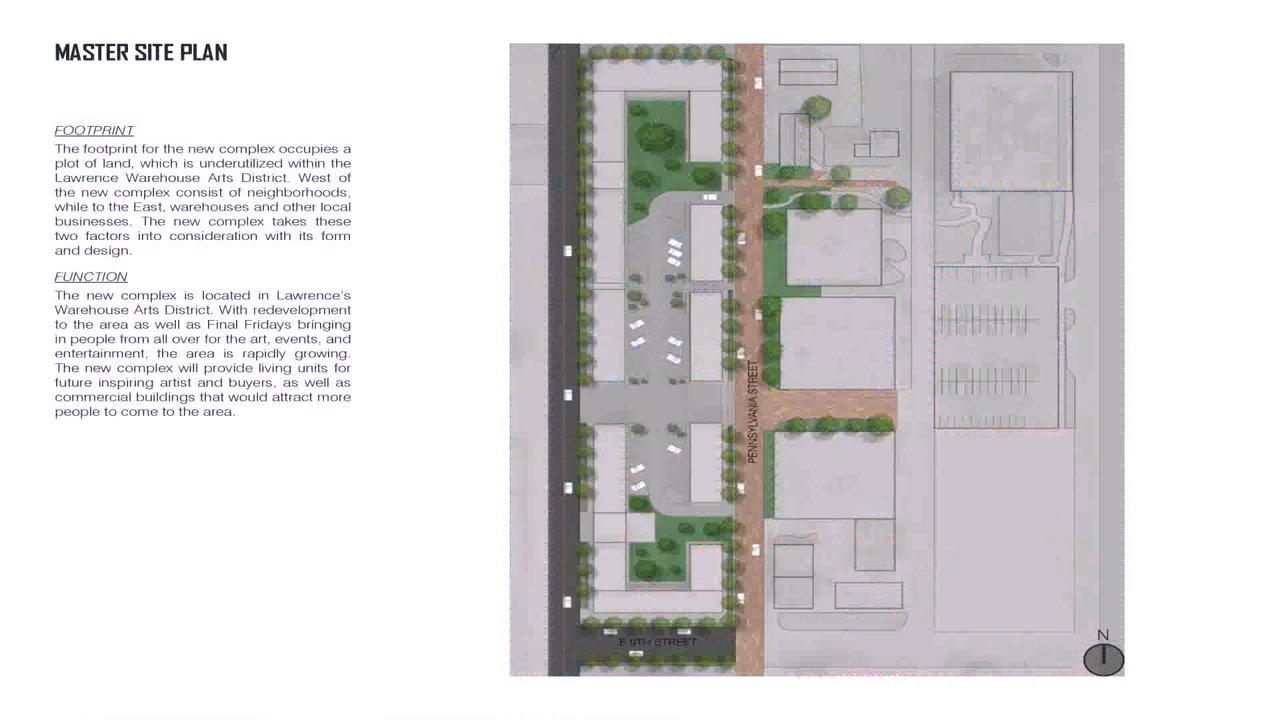 MASTER SITE PLAN
FOOTPRINT
The footprint for the new complex occupies a
plot of land, which is underutilized within the
Lawrence Warehouse Arts District. West of
the new complex consist of neighborhoods,
while to the East, warehouses and other local
businesses. The new complex takes these
two factors into consideration with its form
and design.
FUNCTION
The new complex is located in Lawrence's
Warehouse Arts District. With redevelopment
to the area as well as Final Fridays bringing
in people from all over for the art, events, and
entertainment, the area is rapidly growing.
The new complex will provide living units for
future inspiring artist and buyers, as well as
commercial buildings that would attract more
people to come to the area.
PENNSYLVANIA STREET
E 9TH STREET
N